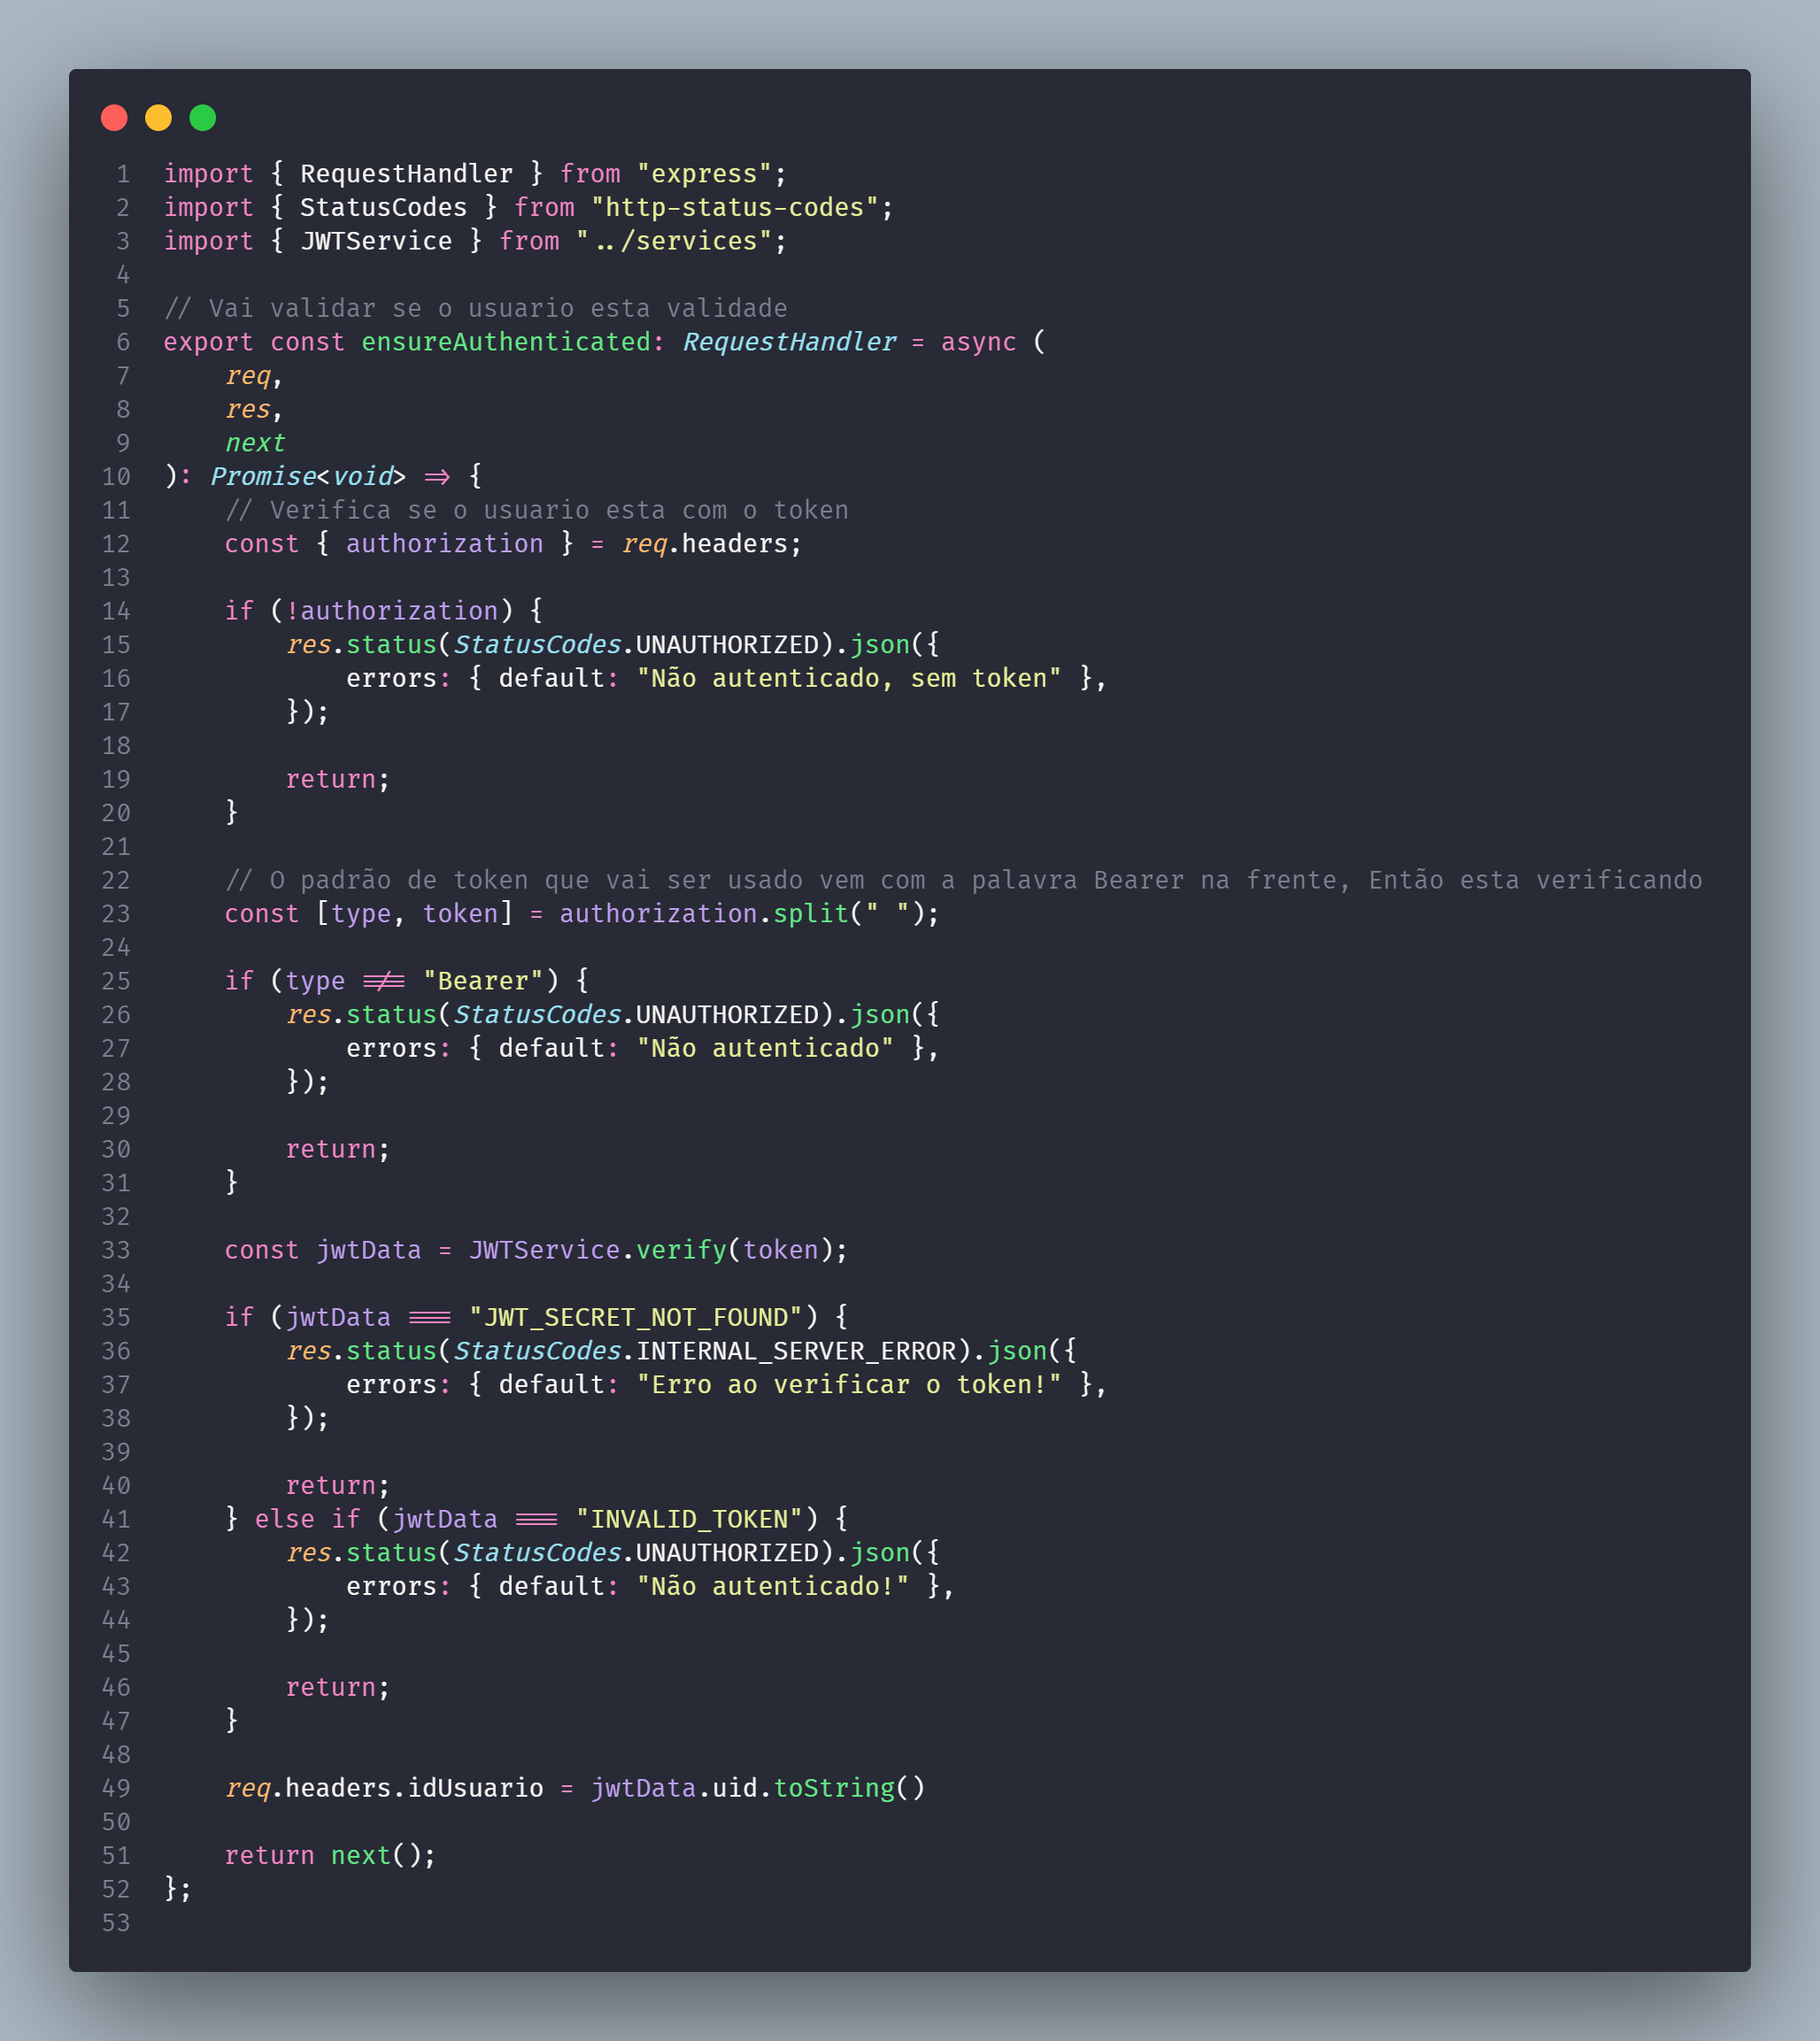 1 import { RequestHandler } from "express";
2 import { StatusCodes } from "http-status-codes";
3 import { JWTService } from "../services";
4
5 // Vai validar se o usuario esta validade
6 export const ensureAuthenticated: RequestHandler = async (
7     req,
8     res,
9     next
10 ): Promise<void> => {
11     // Verifica se o usuario esta com o token
12     const { authorization } = req.headers;
13
14     if (!authorization) {
15         res.status(StatusCodes.UNAUTHORIZED).json({
16             errors: { default: "Não autenticado, sem token" },
17         });
18
19         return;
20     }
21
22     // O padrão de token que vai ser usado vem com a palavra Bearer na frente, Então esta verificando
23     const [type, token] = authorization.split(" ");
24
25     if (type !== "Bearer") {
26         res.status(StatusCodes.UNAUTHORIZED).json({
27             errors: { default: "Não autenticado" },
28         });
29
30         return;
31     }
32
33     const jwtData = JWTService.verify(token);
34
35     if (jwtData === "JWT_SECRET_NOT_FOUND") {
36         res.status(StatusCodes.INTERNAL_SERVER_ERROR).json({
37             errors: { default: "Erro ao verificar o token!" },
38         });
39
40         return;
41     } else if (jwtData === "INVALID_TOKEN") {
42         res.status(StatusCodes.UNAUTHORIZED).json({
43             errors: { default: "Não autenticado!" },
44         });
45
46         return;
47     }
48
49     req.headers.idUsuario = jwtData.uid.toString()
50
51     return next();
52 };
53